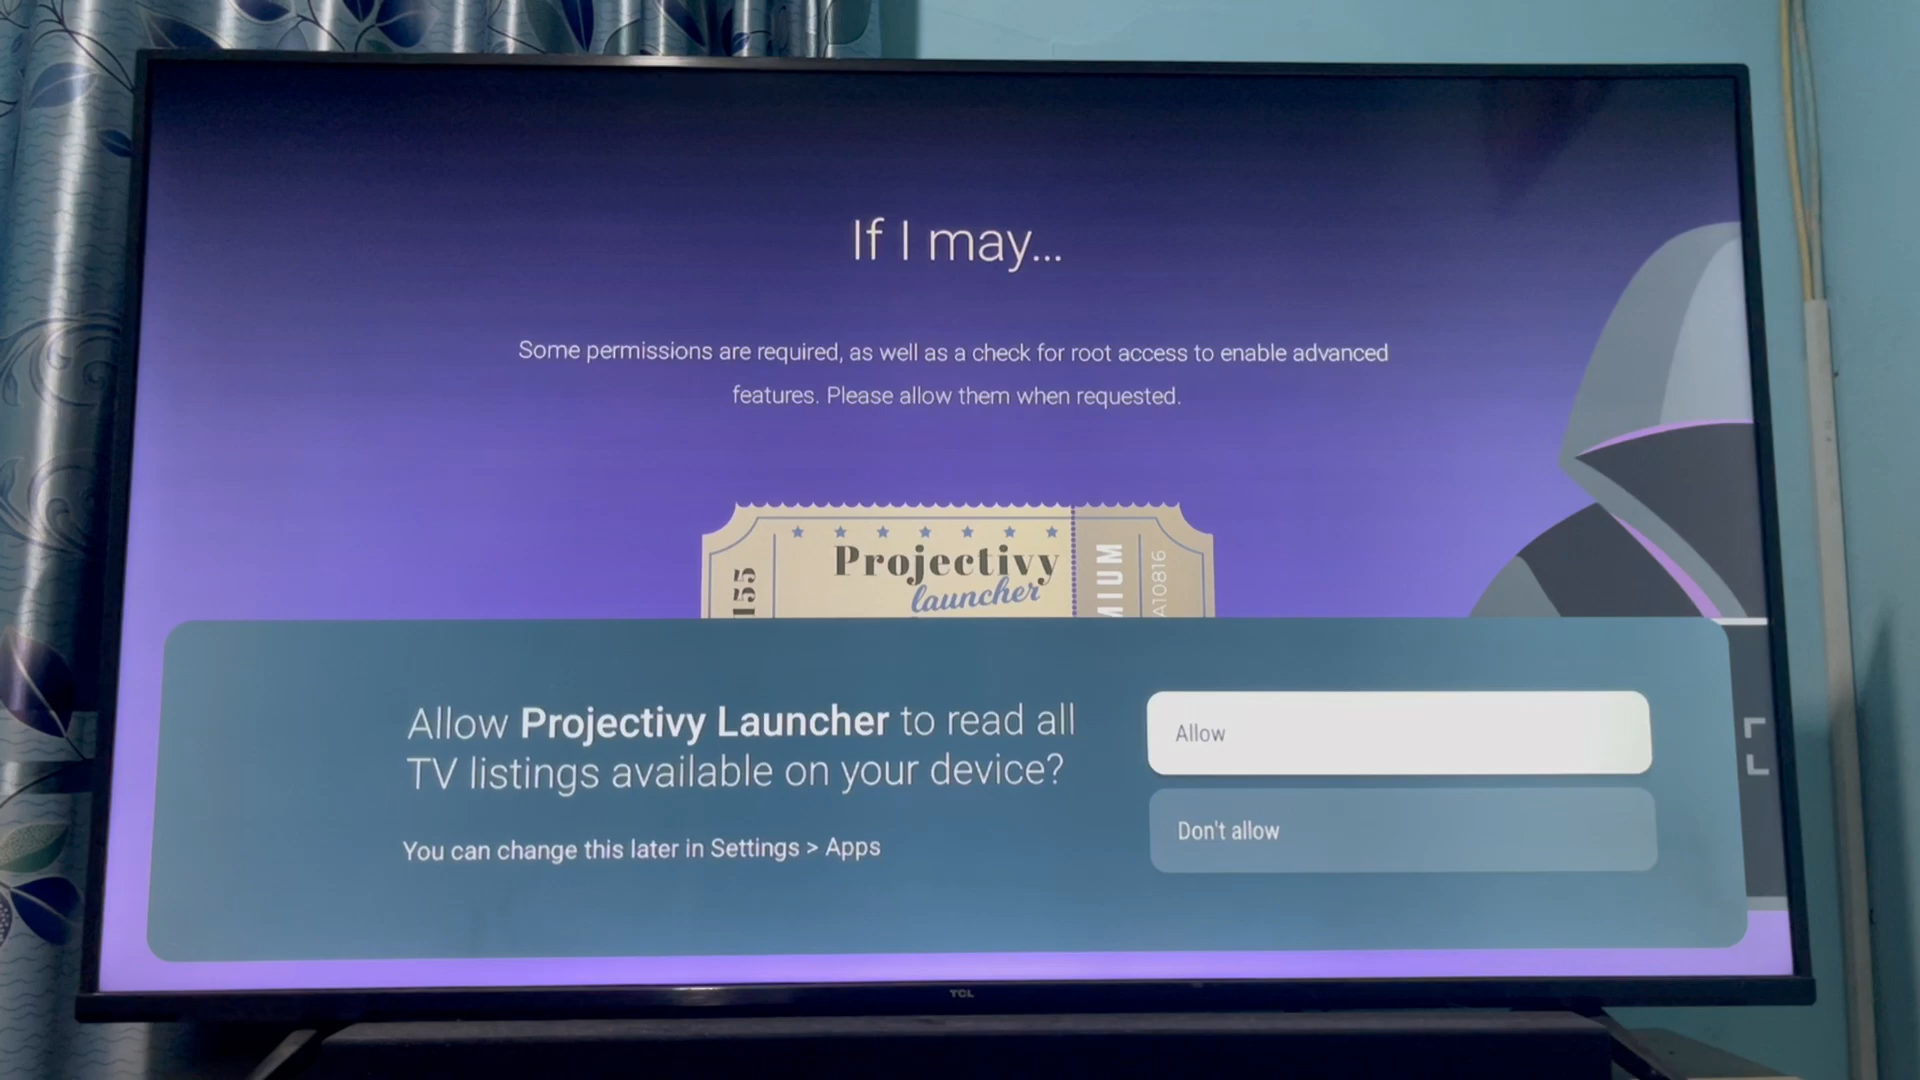 If I may...
Some permissions are required, as well as a check for root access to enable advanced
features. Please allow them when requested.
Projectivy
launcher
155
A10816
Allow Projectivy Launcher to read all
TV listings available on your device?
You can change this later in Settings > Apps
Allow
Don't allow
TCL